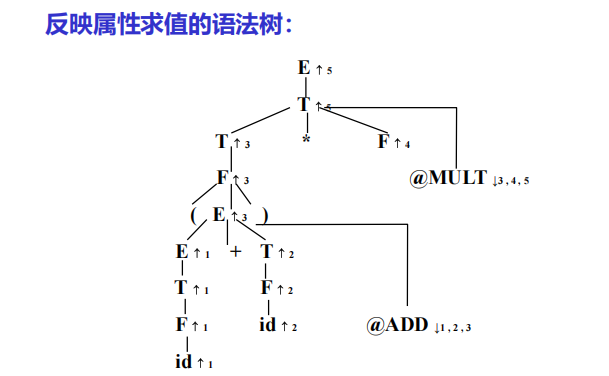 反映属性求值的语法树：
E ↑ 5
T ↑ 5
T ↑ 3 * F ↑ 4
F ↑ 3 @MULT ↓3 , 4 , 5
( E ↑ 3 )
E ↑ 1 + T ↑ 2
T ↑ 1 F ↑ 2
F ↑ 1 id ↑ 2 @ADD ↓1 , 2 , 3
id ↑ 1